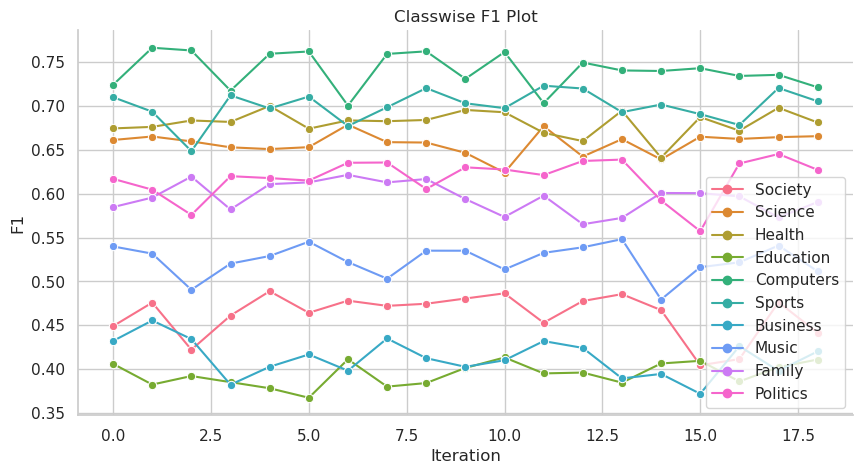 Classwise F1 Plot
F1
0.75
0.70
0.65
0.60
0.55
0.50
0.45
0.40
0.35
0.0
2.5
5.0
7.5
10.0
12.5
15.0
17.5
Iteration
Society
Science
Health
Education
Computers
Sports
Business
Music
Family
Politics